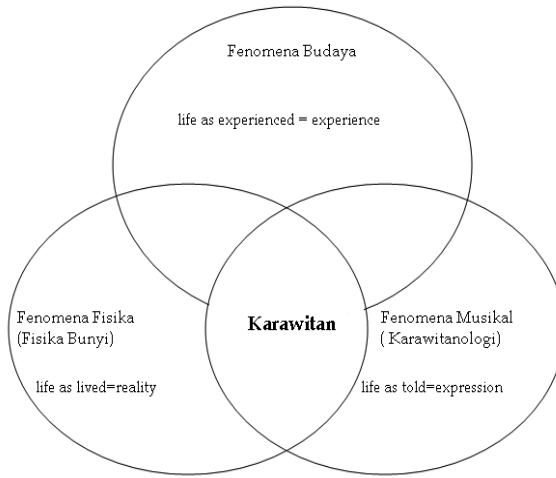 Fenomena Budaya
life as experienced = experience
Fenomena Fisika
(Fisika Bunyi)
life as lived=reality
Karawitan
Fenomena Musikal
( Karawitanologi)
life as told=expression